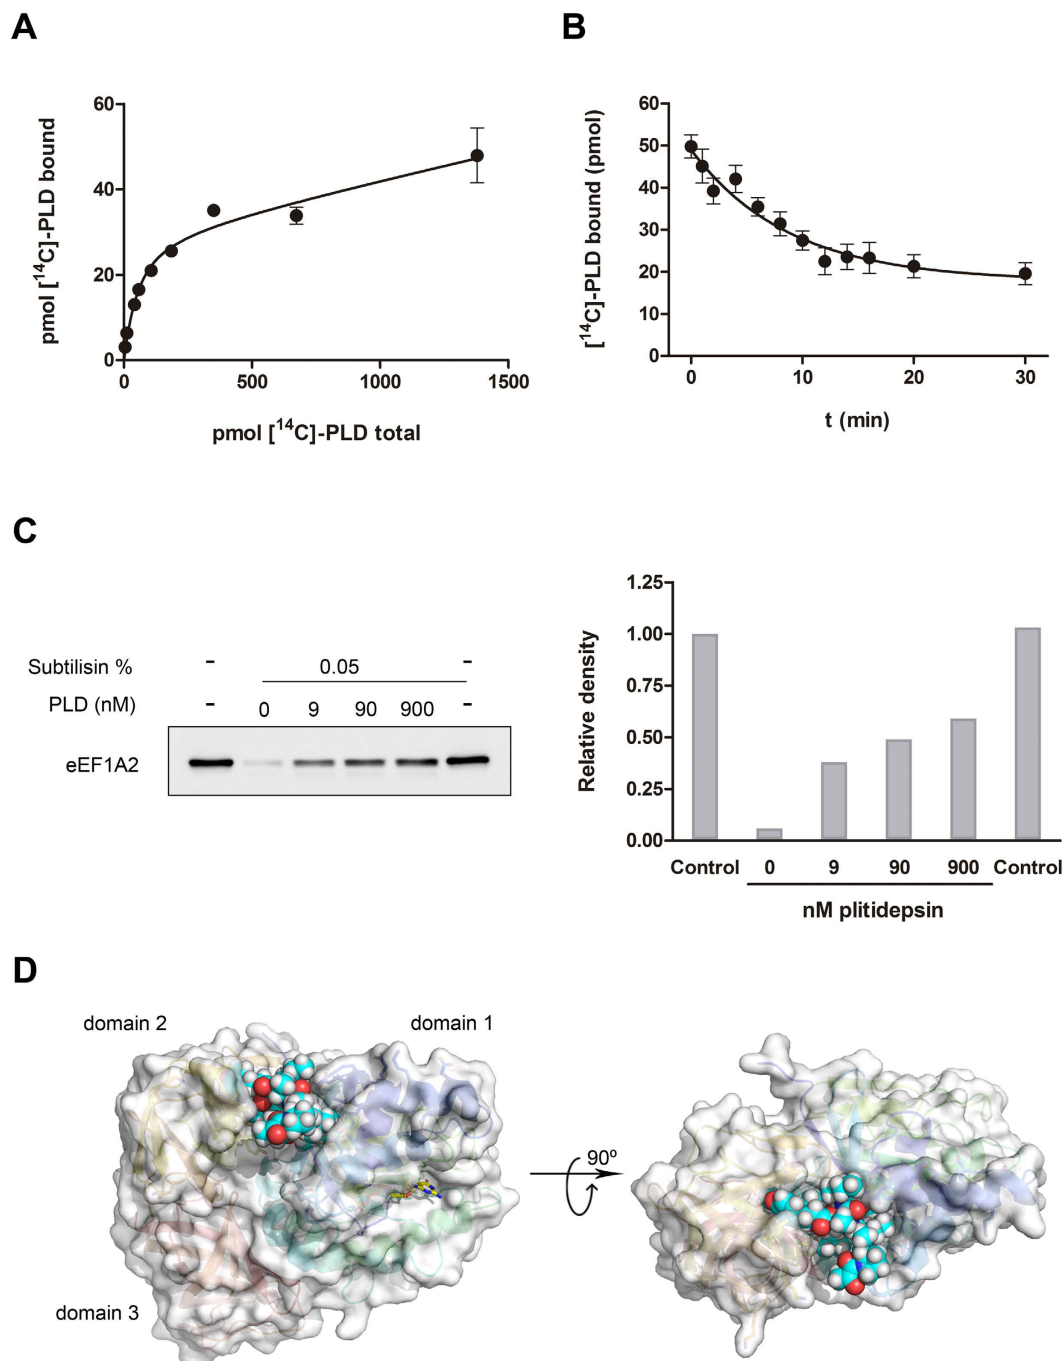 A
pmol [14C]-PLD bound
60
40
20
0
0 500 1000 1500
pmol [14C]-PLD total
B
[14C]-PLD bound (pmol)
60
50
40
30
20
10
0
0 10 20 30
t (min)
C
Subtilisin % - 0.05 -
PLD (nM) - 0 9 90 900 -
eEF1A2
Relative density
1.25
1.00
0.75
0.50
0.25
0.00
Control 0 9 90 900 Control
nM plitidepsin
D
domain 2 domain 1
90º
domain 3